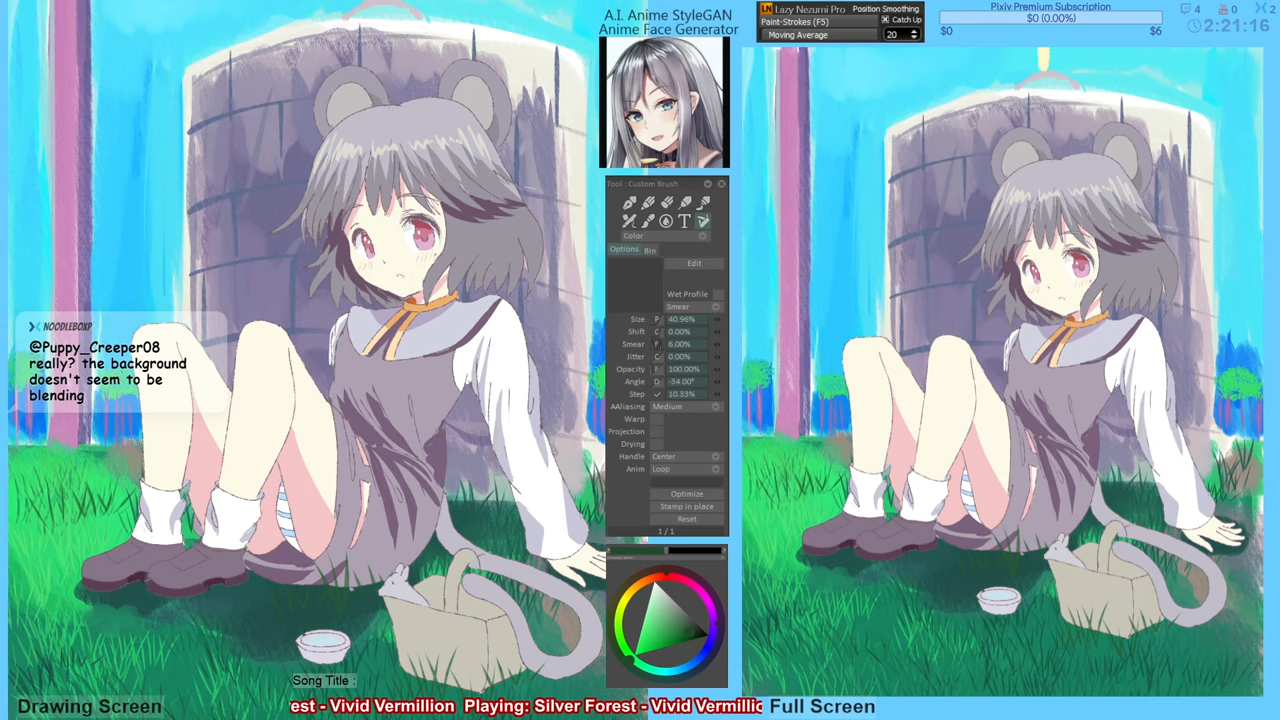 A.I. Anime StyleGAN
Anime Face Generator
LN Lazy Nezumi Pro
Position Smoothing
Paint-Strokes (F5)
Catch Up
Moving Average
20
Pixiv Premium Subscription
$0 (0.00%)
$0
$6
4
0
2
2:21:16
Tool : Custom Brush
T
Color
Options
Bin
Edit
Wet Profile
Smear
Size P 40.96%
Shift C 0.00%
Smear F 6.00%
Jitter C 0.00%
Opacity F 100.00%
Angle D -34.00°
Step 10.33%
AAliasing Medium
Warp
Projection
Drying
Handle Center
Anim Loop
Optimize
Stamp in place
Reset
1 / 1
NOODLEBOXP
@Puppy_Creeper08
really? the background
doesn't seem to be
blending
Song Title :
est - Vivid Vermillion Playing: Silver Forest - Vivid Vermillio
Drawing Screen
Full Screen